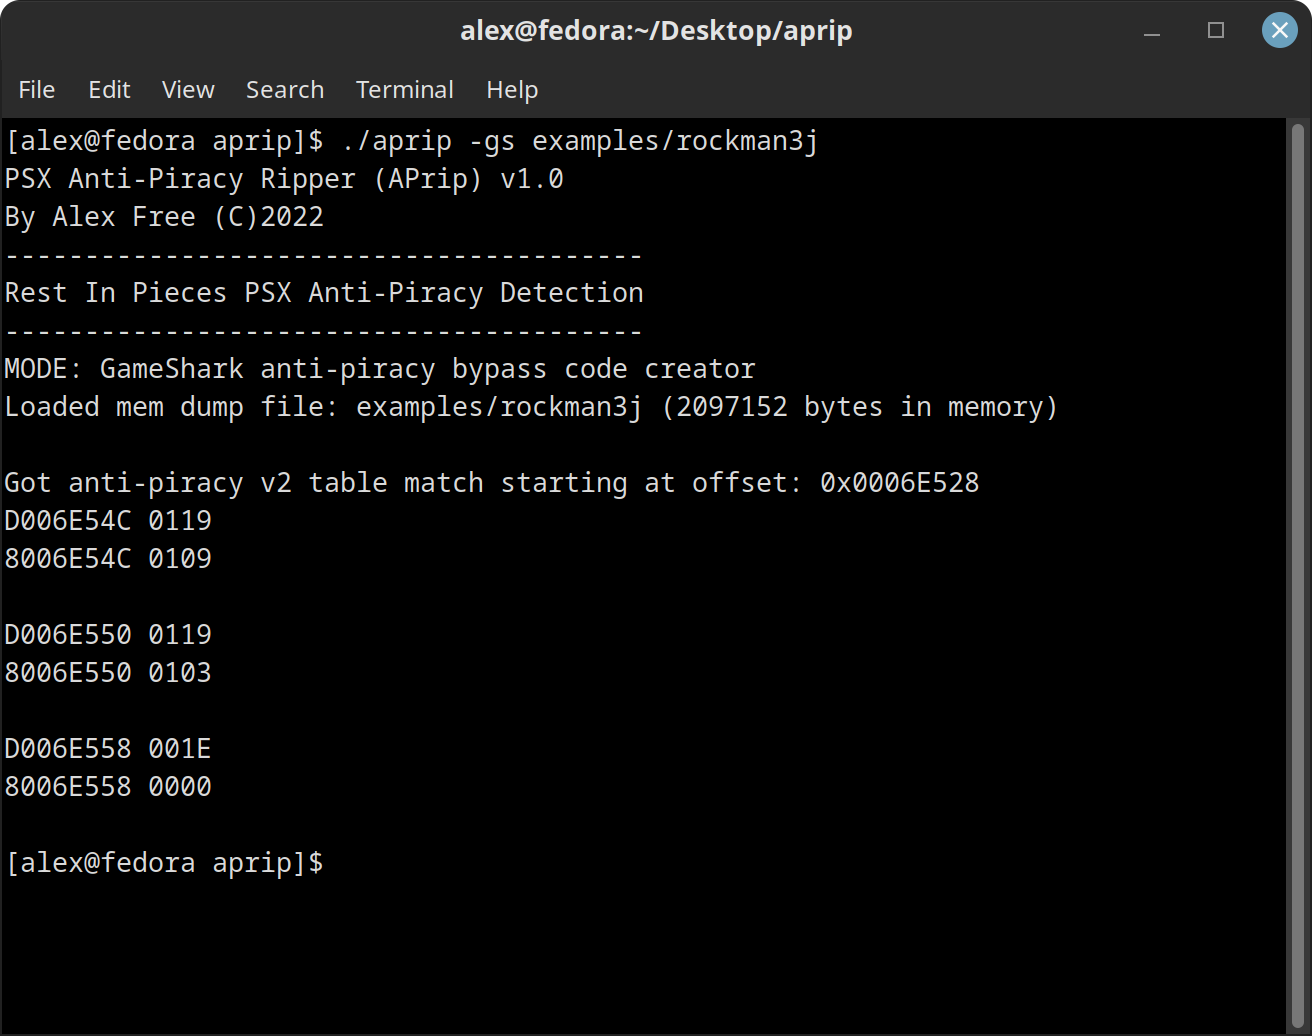 alex@fedora:~/Desktop/aprip
File Edit View Search Terminal Help
[alex@fedora aprip]$ ./aprip -gs examples/rockman3j
PSX Anti-Piracy Ripper (APrip) v1.0
By Alex Free (C)2022
----------------------------------------
Rest In Pieces PSX Anti-Piracy Detection
----------------------------------------
MODE: GameShark anti-piracy bypass code creator
Loaded mem dump file: examples/rockman3j (2097152 bytes in memory)
Got anti-piracy v2 table match starting at offset: 0x0006E528
D006E54C 0119
8006E54C 0109
D006E550 0119
8006E550 0103
D006E558 001E
8006E558 0000
[alex@fedora aprip]$